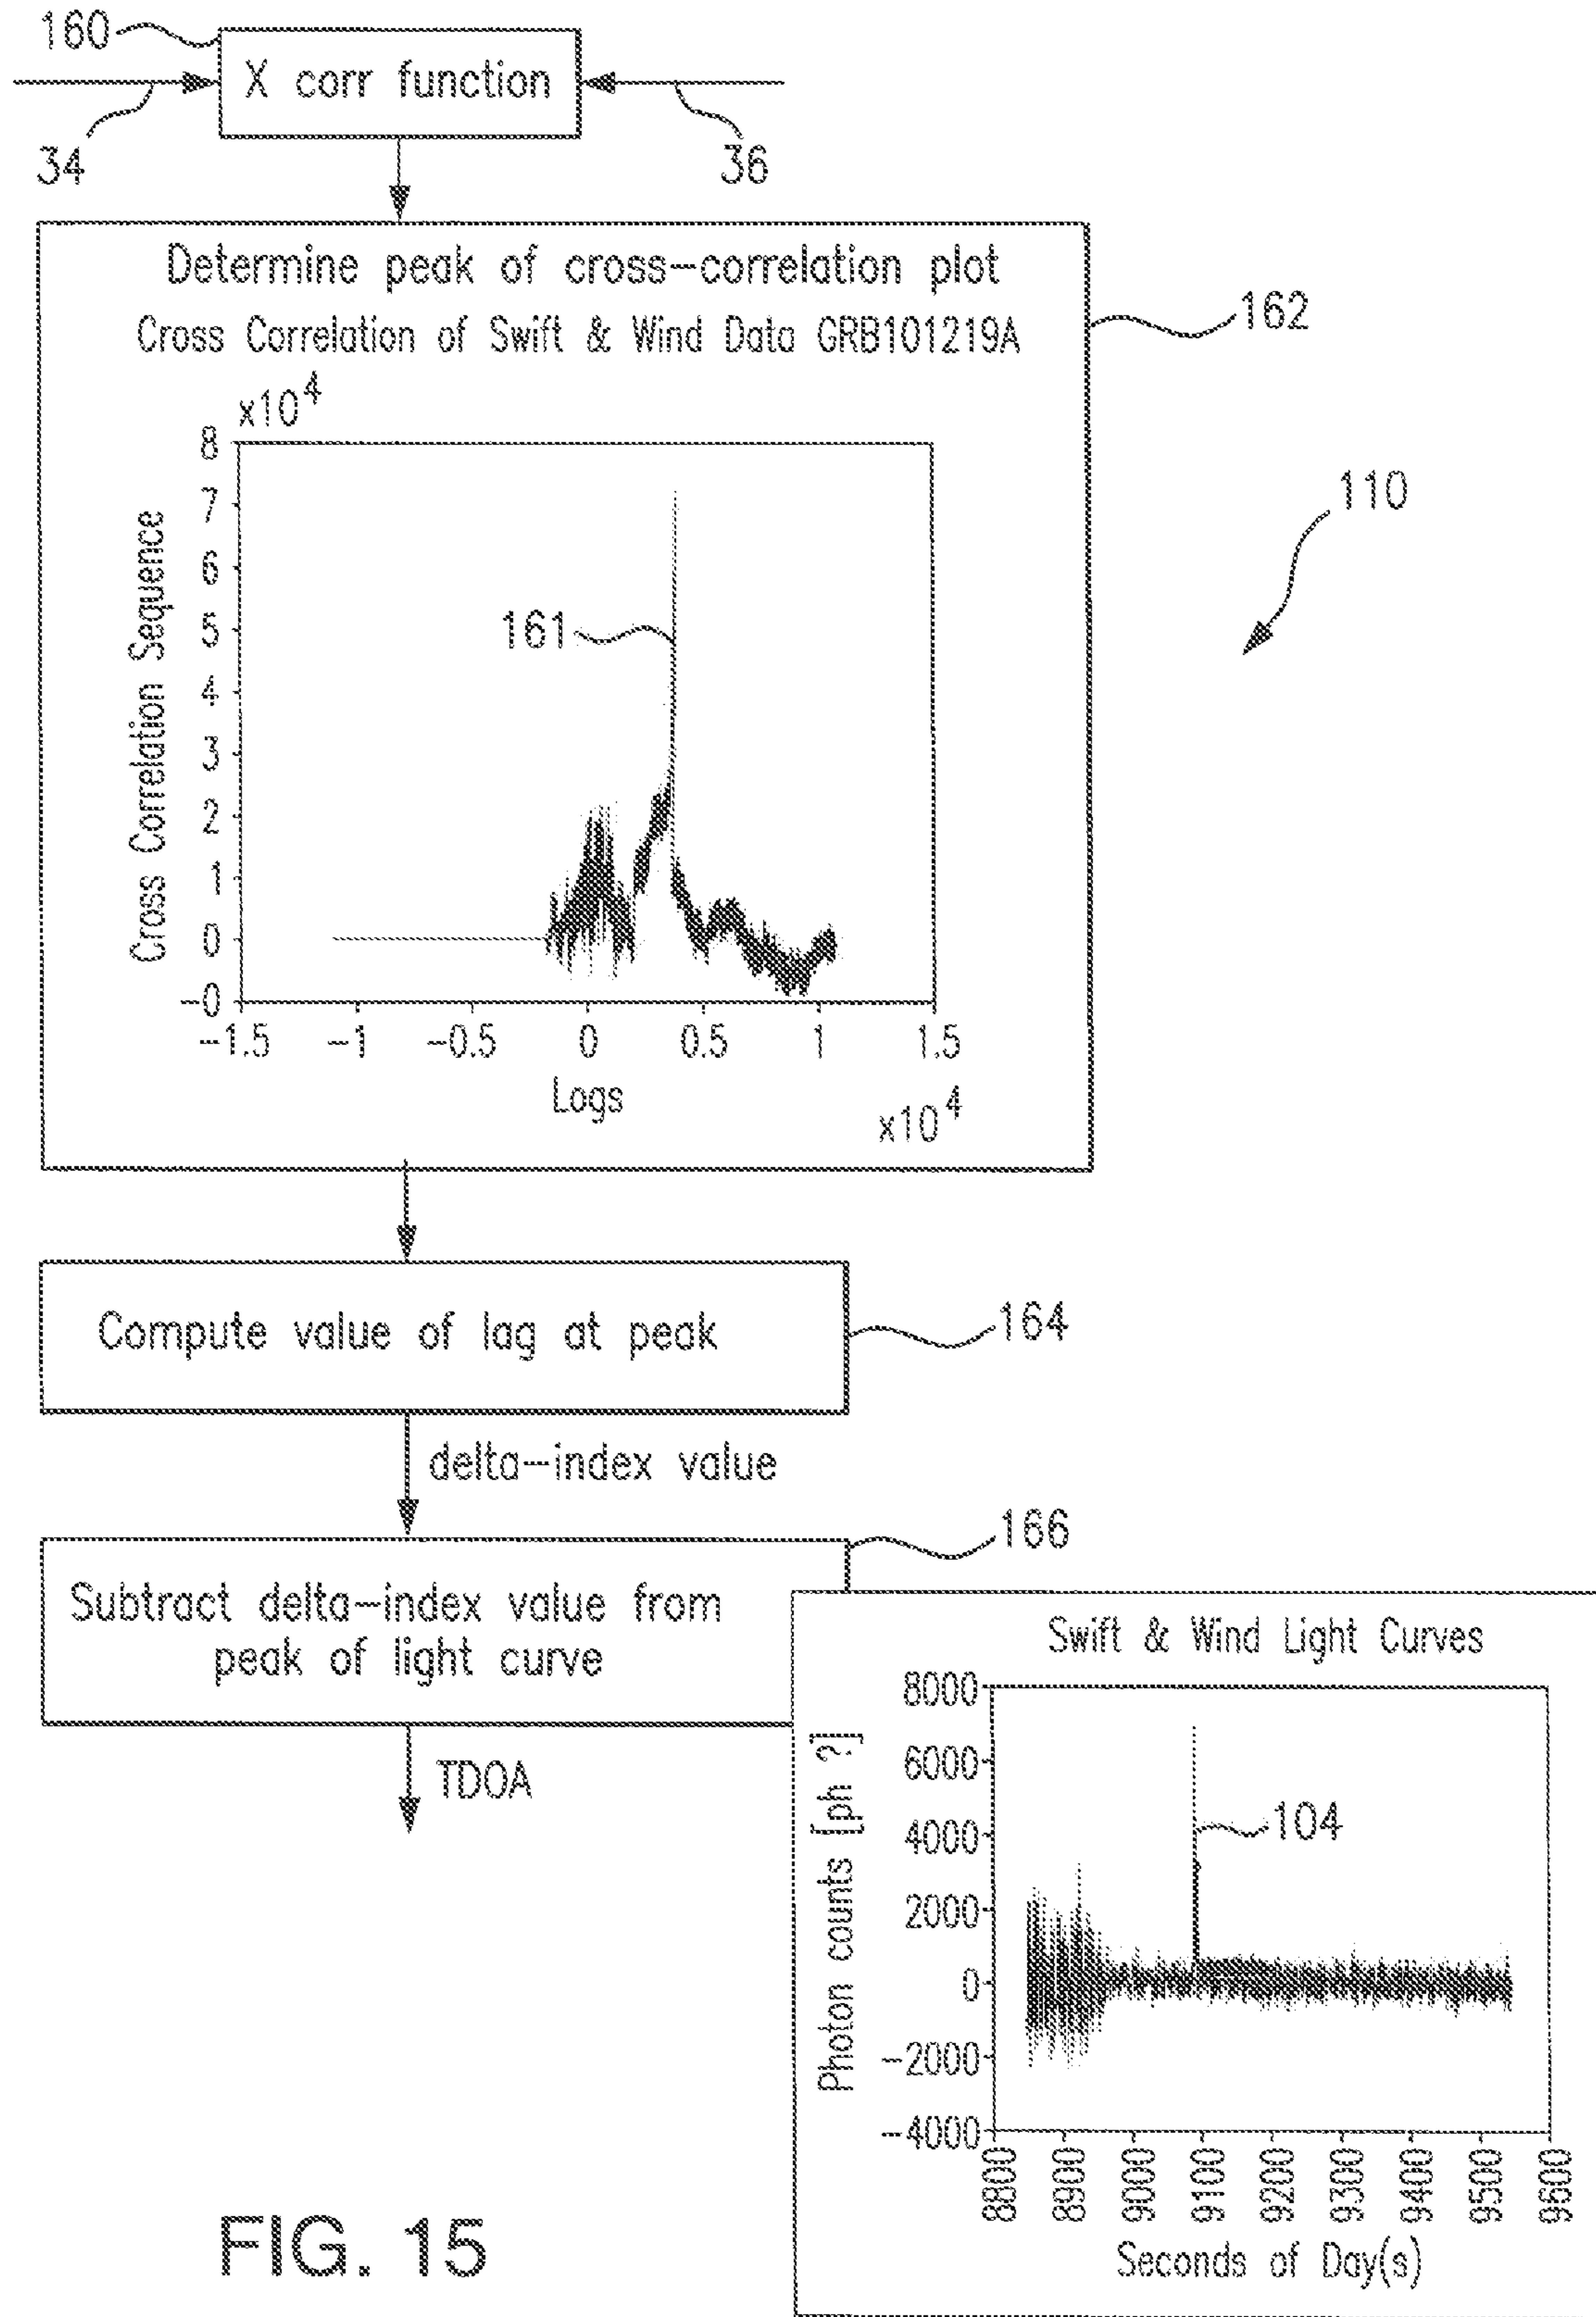 160
X corr function
34
36
Determine peak of cross-correlation plot
Cross Correlation of Swift & Wind Data GRB101219A
162
x10^4
8
7
6
5
4
3
2
1
0
-0
Cross Correlation Sequence
161
110
-1.5 -1 -0.5 0 0.5 1 1.5
Logs
x10^4
Compute value of lag at peak
164
delta-index value
166
Subtract delta-index value from
peak of light curve
TDOA
Swift & Wind Light Curves
8000
6000
4000
2000
0
-2000
-4000
Photon counts [ph ?]
104
8800 8900 9000 9100 9200 9300 9400 9500 9600
Seconds of Day(s)
FIG. 15